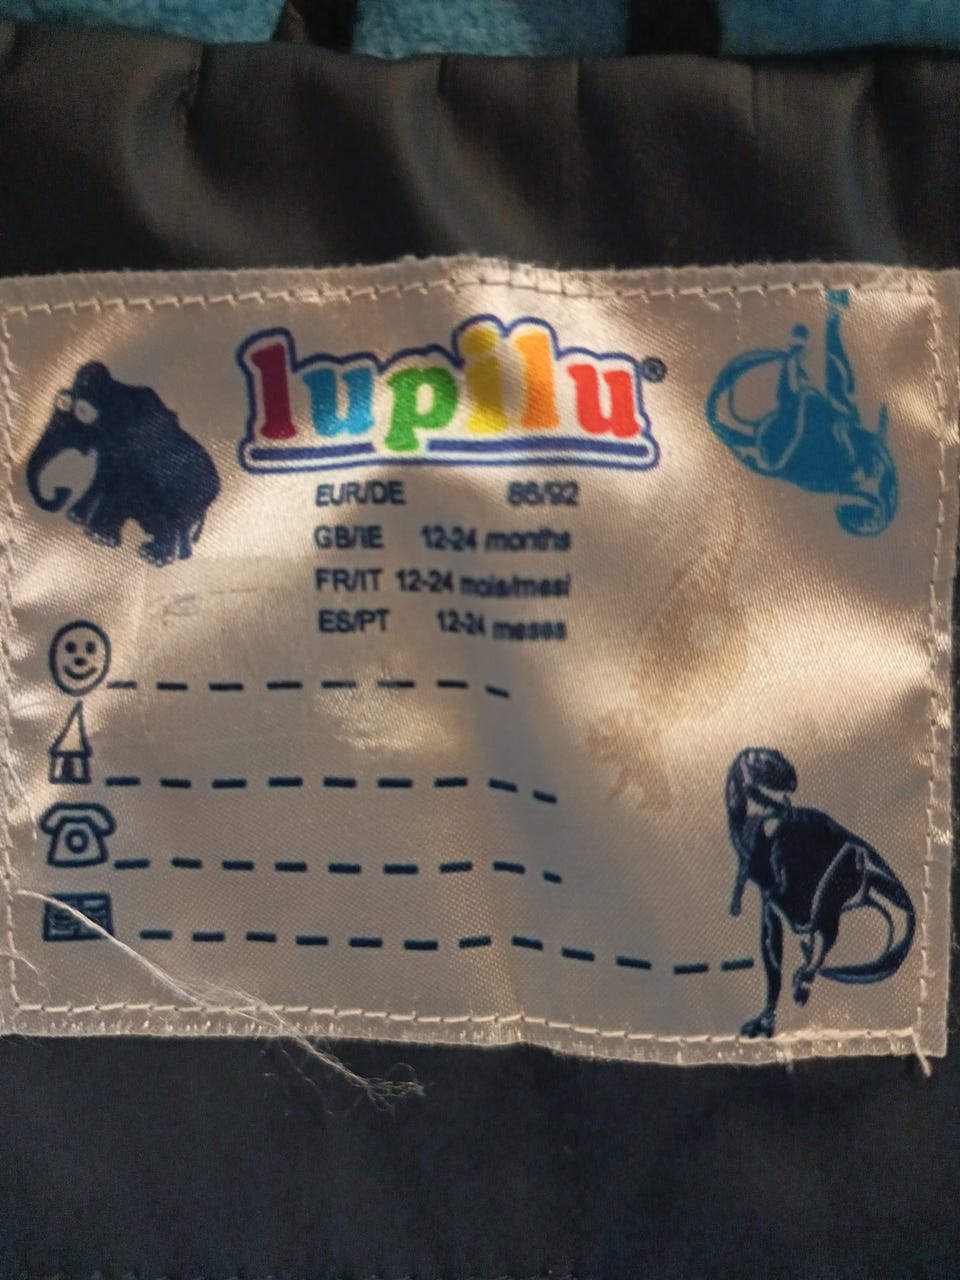 lupilu®
EUR/DE 86/92
GB/IE 12-24 months
FR/IT 12-24 mois/mesi
ES/PT 12-24 meses